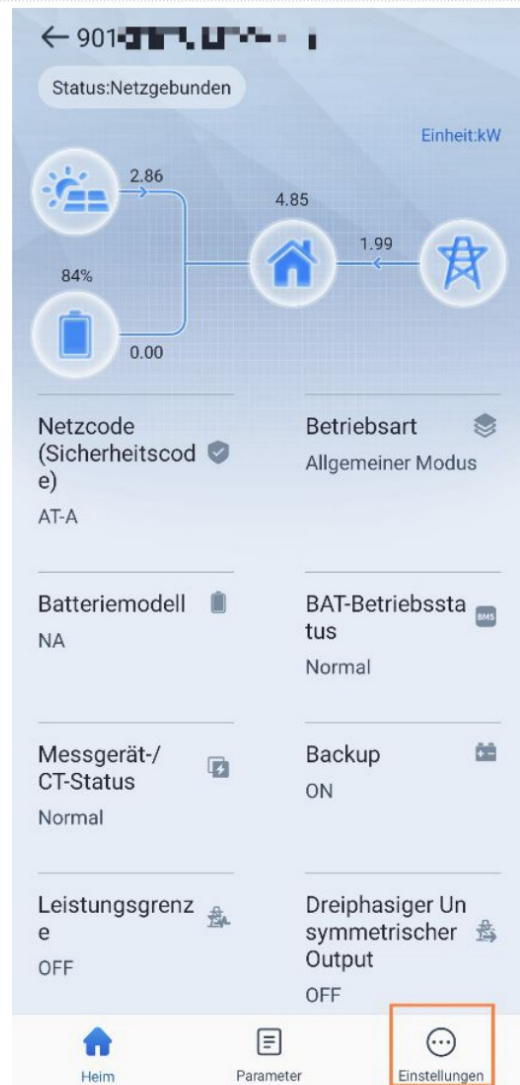 901
Status:Netzgebunden
Einheit:kW
2.86
4.85
1.99
84%
0.00
Netzcode
(Sicherheitscod
e)
AT-A
Betriebsart
Allgemeiner Modus
Batteriemodell
NA
BAT-Betriebssta
tus
BMS
Normal
Messgerät-/
CT-Status
Normal
Backup
ON
Leistungsgrenz
e
OFF
Dreiphasiger Un
symmetrischer
Output
OFF
Heim
Parameter
Einstellungen